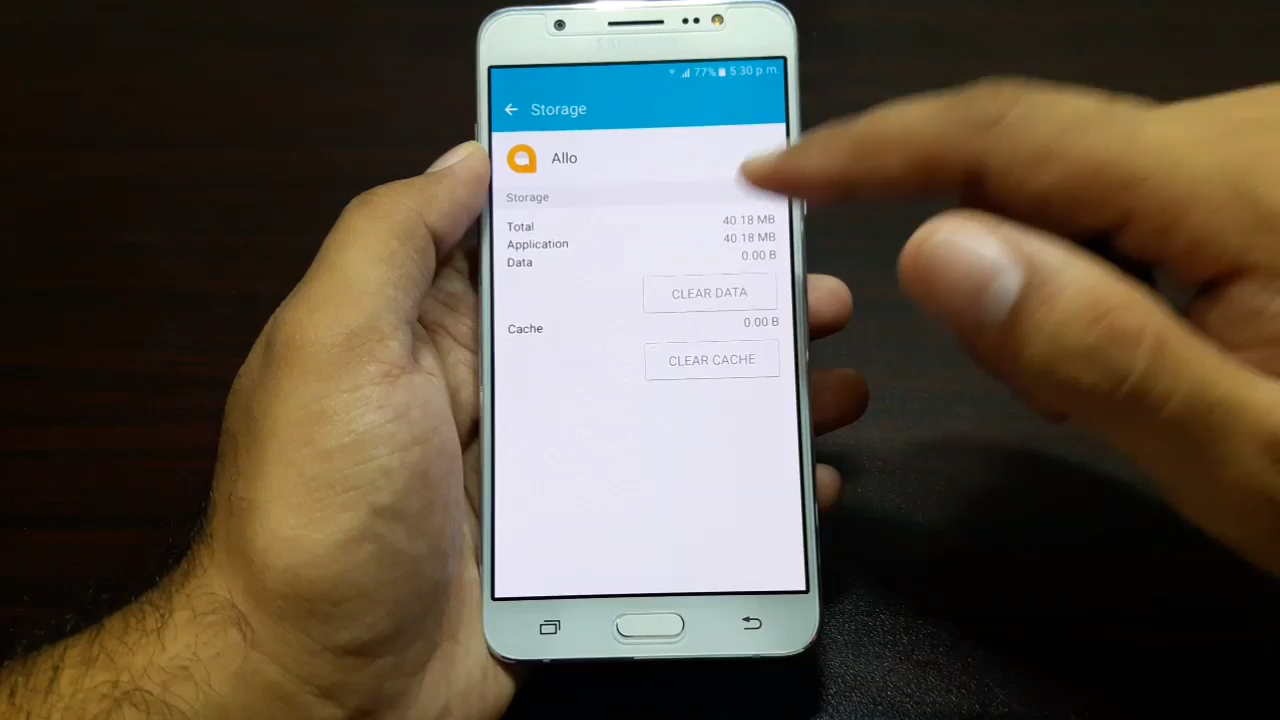 SAMSUNG
77% 5:30 p.m.
Storage
Allo
Storage
Total 40.18 MB
Application 40.18 MB
Data 0.00 B
CLEAR DATA
Cache 0.00 B
CLEAR CACHE